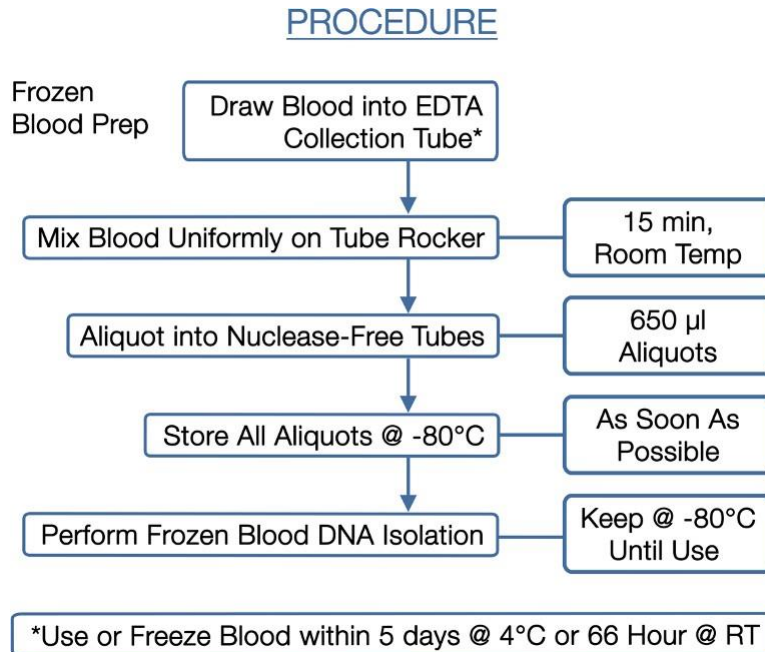 PROCEDURE
Frozen
Blood Prep
Draw Blood into EDTA
Collection Tube*
Mix Blood Uniformly on Tube Rocker
15 min,
Room Temp
Aliquot into Nuclease-Free Tubes
650 µl
Aliquots
Store All Aliquots @ -80°C
As Soon As
Possible
Perform Frozen Blood DNA Isolation
Keep @ -80°C
Until Use
*Use or Freeze Blood within 5 days @ 4°C or 66 Hour @ RT